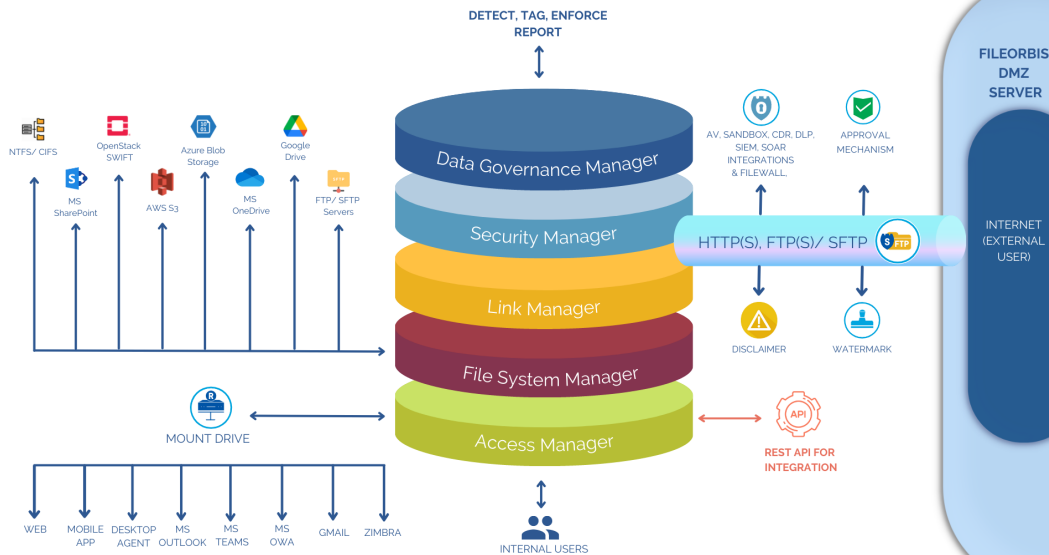 DETECT, TAG, ENFORCE
REPORT
FILEORBIS
DMZ
SERVER
NTFS/ CIFS
OpenStack
SWIFT
Azure Blob
Storage
Google
Drive
MS
SharePoint
AWS S3
MS
OneDrive
FTP/ SFTP
Servers
Data Governance Manager
Security Manager
Link Manager
File System Manager
Access Manager
AV, SANDBOX, CDR, DLP,
SIEM, SOAR
INTEGRATIONS
& FILEWALL,
APPROVAL
MECHANISM
HTTP(S), FTP(S)/ SFTP
S FTP
INTERNET
(EXTERNAL
USER)
DISCLAIMER
WATERMARK
R
MOUNT DRIVE
API
REST API FOR
INTEGRATION
WEB
MOBILE
APP
DESKTOP
AGENT
MS
OUTLOOK
MS
TEAMS
MS
OWA
GMAIL
ZIMBRA
INTERNAL USERS